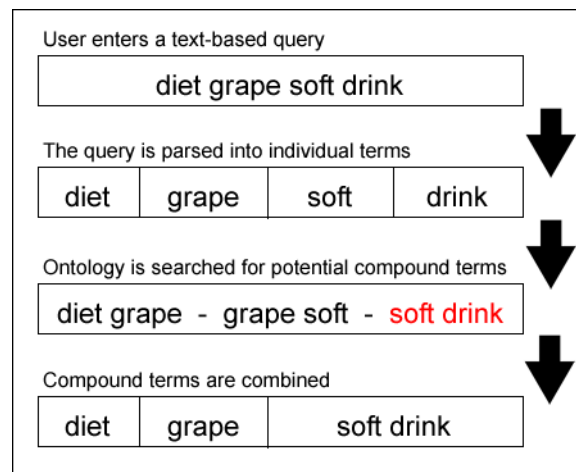 User enters a text-based query
diet grape soft drink
The query is parsed into individual terms
diet grape soft drink
Ontology is searched for potential compound terms
diet grape - grape soft - soft drink
Compound terms are combined
diet grape soft drink